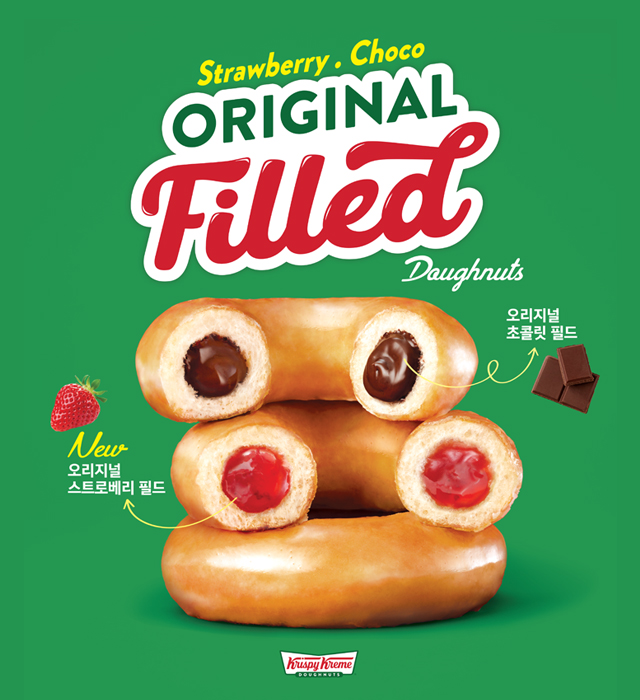 Strawberry . Choco
ORIGINAL
Filled
Doughnuts
오리지널
초콜릿 필드
New
오리지널
스트로베리 필드
Krispy Kreme
DOUGHNUTS